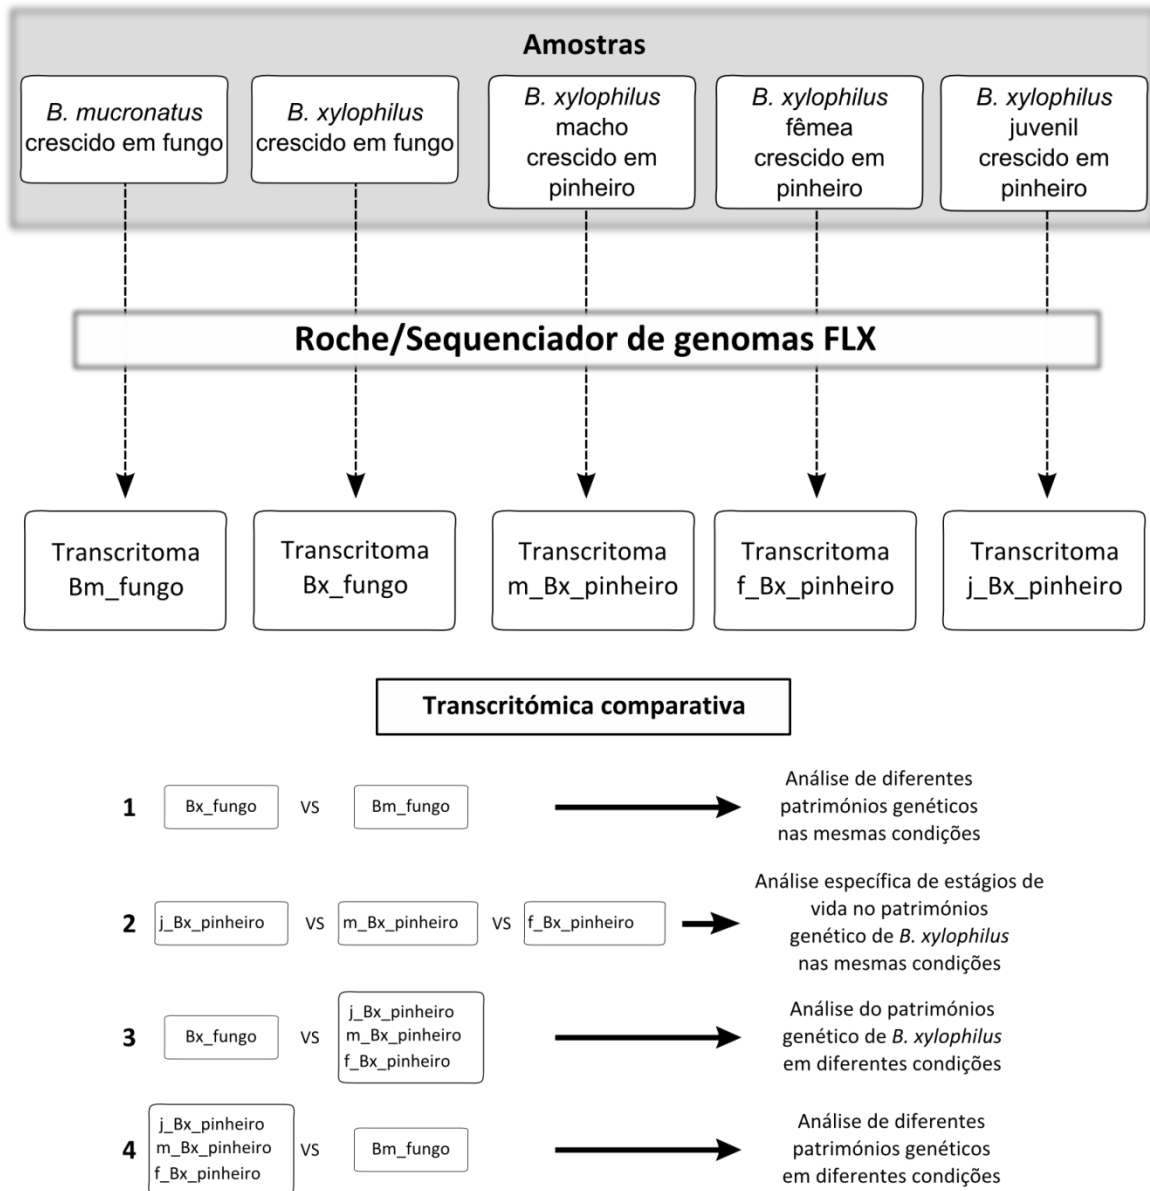 Amostras
B. mucronatus
crescido em fungo
B. xylophilus
crescido em fungo
B. xylophilus
macho
crescido em
pinheiro
B. xylophilus
fêmea
crescido em
pinheiro
B. xylophilus
juvenil
crescido em
pinheiro
Roche/Sequenciador de genomas FLX
Transcritoma
Bm_fungo
Transcritoma
Bx_fungo
Transcritoma
m_Bx_pinheiro
Transcritoma
f_Bx_pinheiro
Transcritoma
j_Bx_pinheiro
Transcritómica comparativa
1 Bx_fungo VS Bm_fungo
Análise de diferentes
patrimónios genéticos
nas mesmas condições
2 j_Bx_pinheiro VS m_Bx_pinheiro VS f_Bx_pinheiro
Análise específica de estágios de
vida no patrimónios
genético de B. xylophilus
nas mesmas condições
3 Bx_fungo VS
j_Bx_pinheiro
m_Bx_pinheiro
f_Bx_pinheiro
Análise do patrimónios
genético de B. xylophilus
em diferentes condições
4
j_Bx_pinheiro
m_Bx_pinheiro
f_Bx_pinheiro
VS Bm_fungo
Análise de diferentes
patrimónios genéticos
em diferentes condições